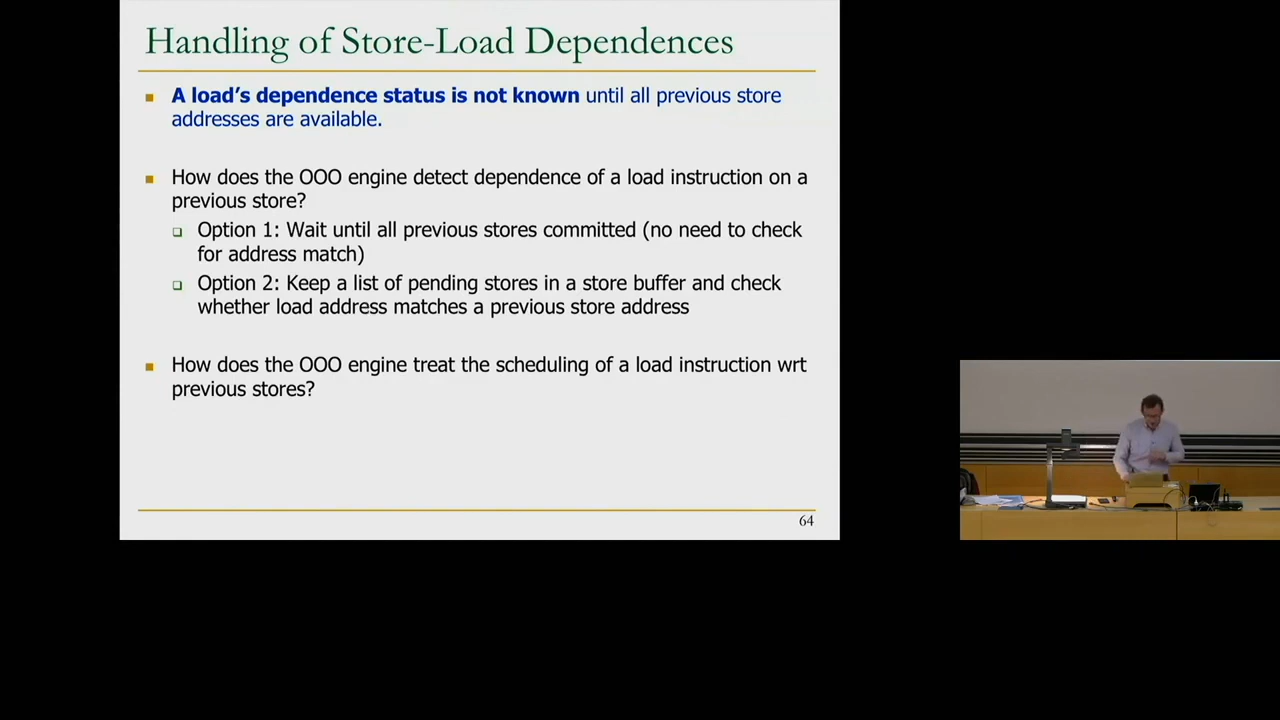 Handling of Store-Load Dependences
A load's dependence status is not known until all previous store
addresses are available.
How does the OOO engine detect dependence of a load instruction on a
previous store?
Option 1: Wait until all previous stores committed (no need to check
for address match)
Option 2: Keep a list of pending stores in a store buffer and check
whether load address matches a previous store address
How does the OOO engine treat the scheduling of a load instruction wrt
previous stores?
64